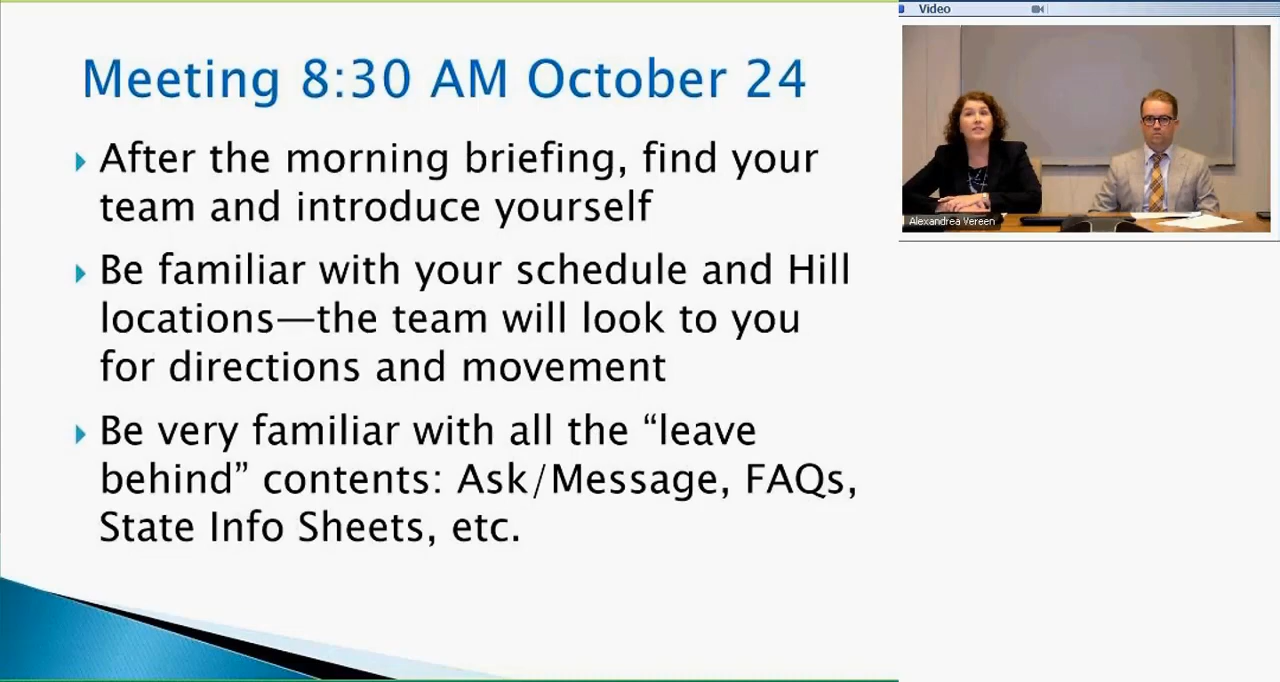 Meeting 8:30 AM October 24
After the morning briefing, find your
team and introduce yourself
Be familiar with your schedule and Hill
locations—the team will look to you
for directions and movement
Be very familiar with all the “leave
behind” contents: Ask/Message, FAQs,
State Info Sheets, etc.
Video
Alexandrea Vereen